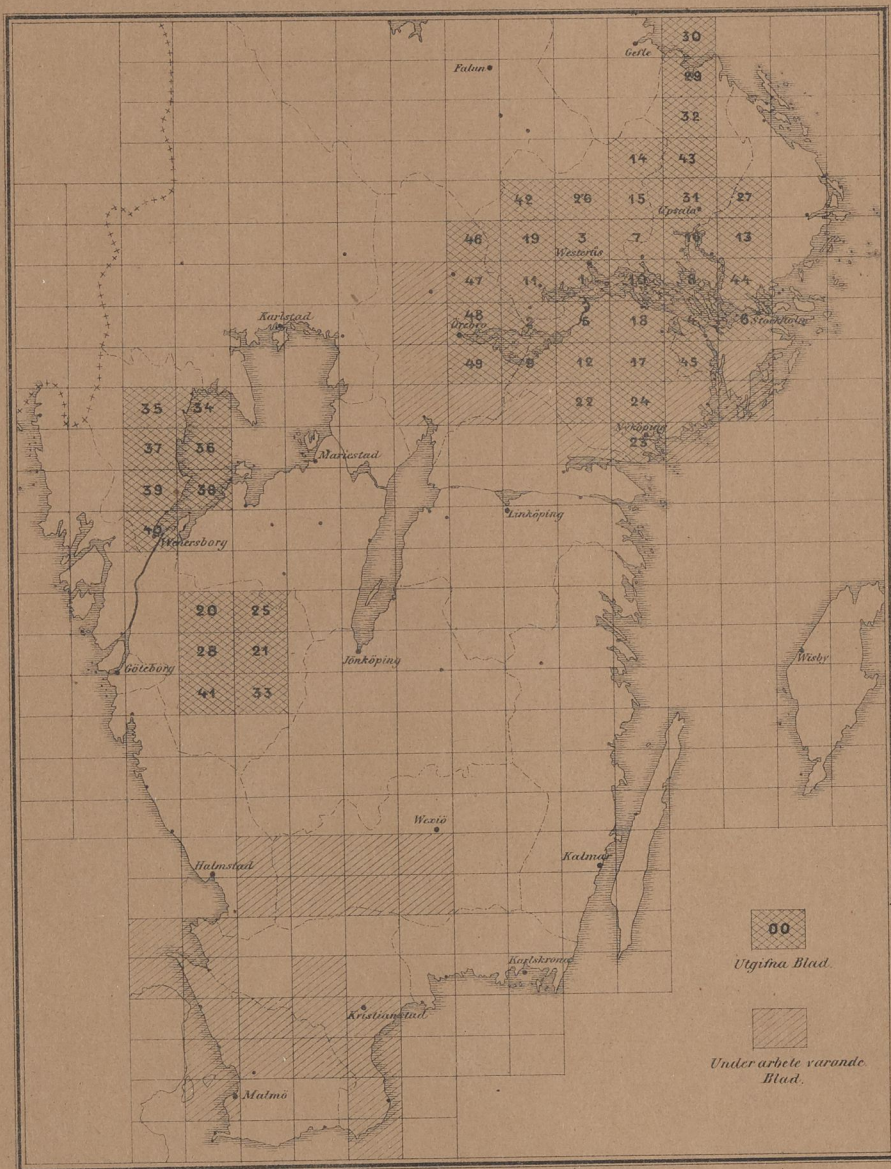 30
Gefle
Falun
29
32
14 43
42 26 15 31 27
Upsala
46 19 3 7 16 13
Westerås
47 11 1 10 8 44
Karlstad
48 5 18 6 Stockholm
Örebro
49 9 12 17 45
35 34 22 24
Nyköping
37 36 23
Mariestad
39 38
Linköping
40
Wenersborg
20 25
28 21
Jönköping
Wisby
Göteborg
41 33
Wexiö
Kalmar
Halmstad
00
Karlskrona
Utgifna Blad.
Kristianstad
Under arbete varande
Blad.
Malmö